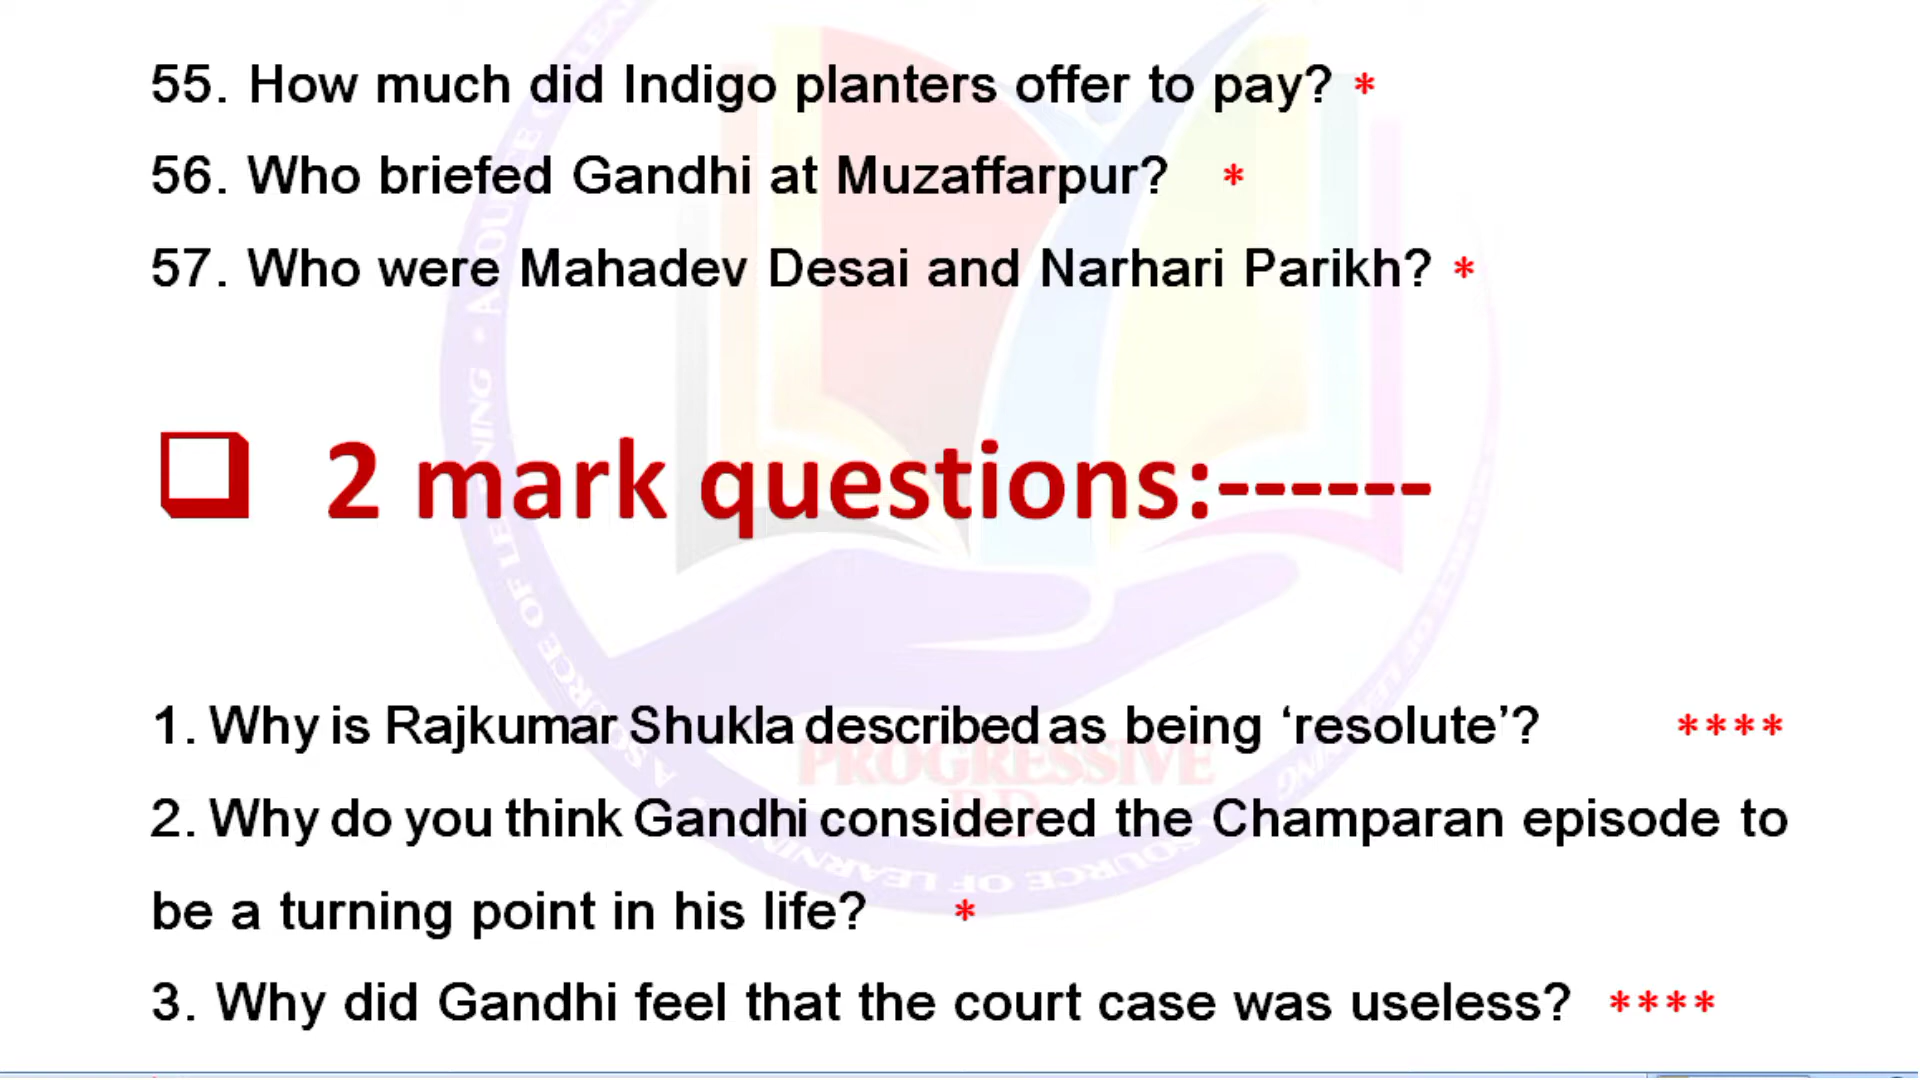 55. How much did Indigo planters offer to pay? *
56. Who briefed Gandhi at Muzaffarpur? *
57. Who were Mahadev Desai and Narhari Parikh? *
❑ 2 mark questions:------
1. Why is Rajkumar Shukla described as being ‘resolute’? ****
2. Why do you think Gandhi considered the Champaran episode to
be a turning point in his life? *
3. Why did Gandhi feel that the court case was useless? ****
PROGRESSIVE